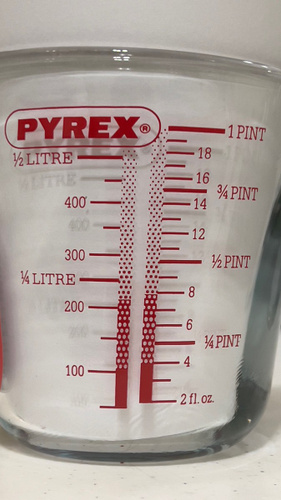 PYREX®
1 PINT
½ LITRE
18
16
¾ PINT
400
14
12
300
½ PINT
¼ LITRE
8
200
6
¼ PINT
4
100
2 fl. oz.